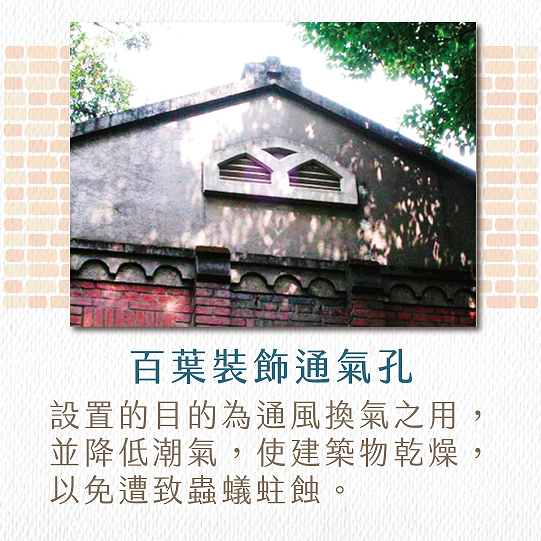 百葉裝飾通氣孔
設置的目的為通風換氣之用，
並降低潮氣，使建築物乾燥，
以免遭致蟲蟻蛀蝕。